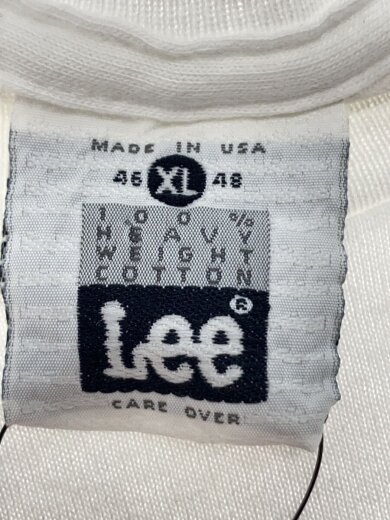 MADE IN USA
46 XL 48
100%
HEAVY
WEIGHT
COTTON
Lee®
CARE OVER